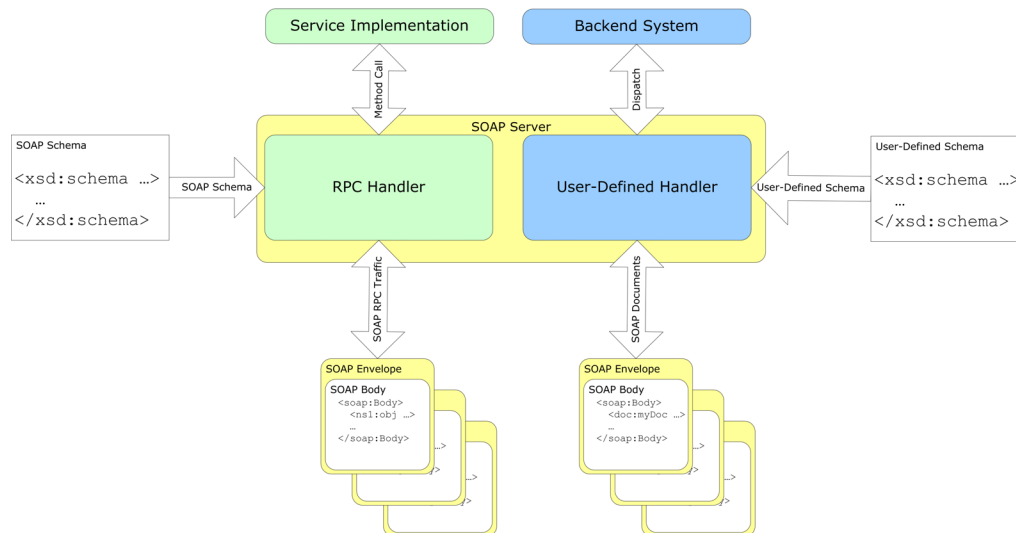 Service Implementation
Backend System
Method Call
Dispatch
SOAP Server
SOAP Schema
<xsd:schema …>
…
</xsd:schema>
SOAP Schema
RPC Handler
User-Defined Handler
User-Defined Schema
User-Defined Schema
<xsd:schema …>
…
</xsd:schema>
SOAP RPC Traffic
SOAP Documents
SOAP Envelope
SOAP Body
<soap:Body>
<ns1:obj …>
…
</soap:Body>
…>
y>
…>
y>
SOAP Envelope
SOAP Body
<soap:Body>
<doc:myDoc …>
…
</soap:Body>
…>
y>
…>
y>